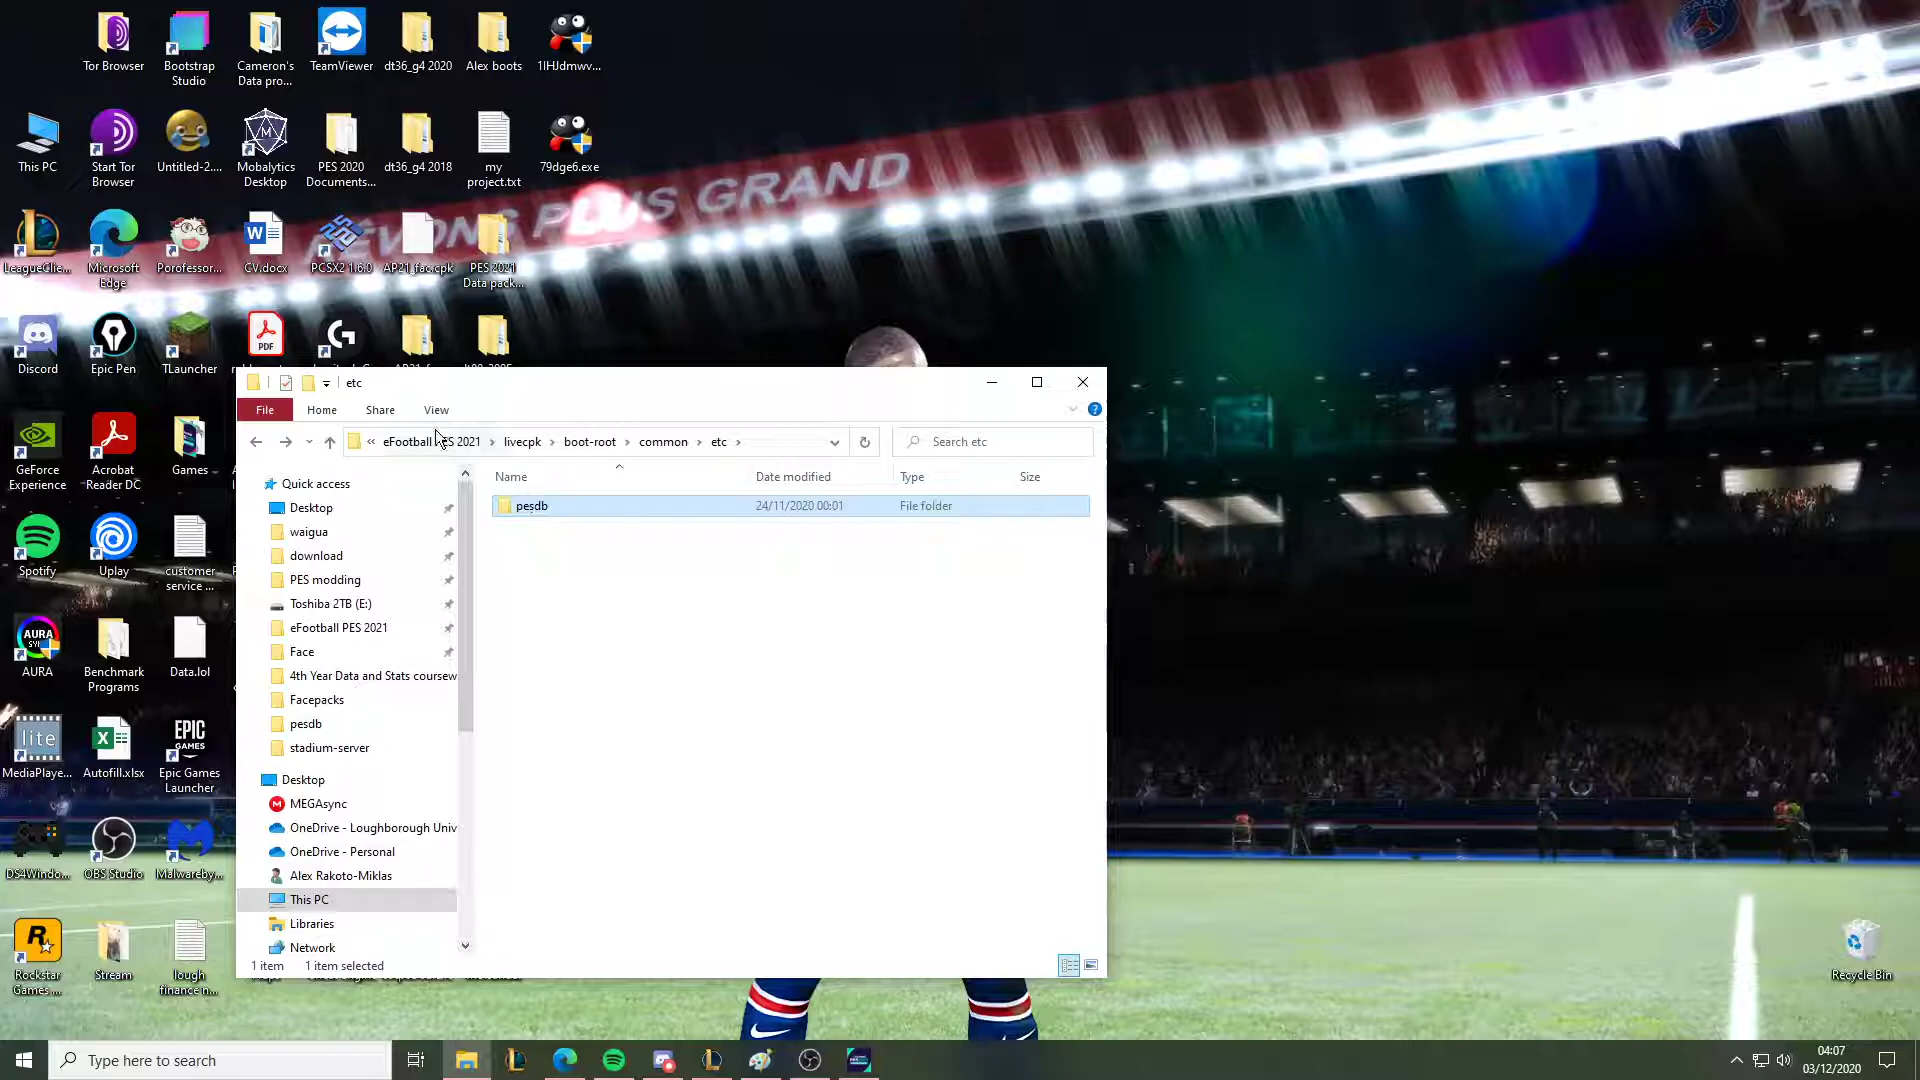 Tor Browser
Bootstrap
Studio
Cameron's
Data pro...
TeamViewer
dt36_g4 2020
Alex boots
1lHJdmwv...
This PC
Start Tor
Browser
Untitled-2....
Mobalytics
Desktop
PES 2020
Documents...
dt36_g4 2018
my
project.txt
79dge6.exe
PLUS GRAND
LeagueClie...
Microsoft
Edge
Porofessor...
CV.docx
PCSX2 1.6.0
AP21_fac.cpk
PES 2021
Data pack...
Discord
Epic Pen
TLauncher
PDF
GeForce
Experience
Acrobat
Reader DC
Games
Spotify
Uplay
customer
service ...
AURA
AURA
Benchmark
Programs
Data.lol
lite
MediaPlaye...
Autofill.xlsx
EPIC
GAMES
Epic Games
Launcher
DS4Windo...
OBS Studio
Malwareby...
Rockstar
Games ...
Stream
lough
finance n...
Recycle Bin
etc
File
Home
Share
View
eFootball PES 2021
livecpk
boot-root
common
etc
Search etc
Name
Date modified
Type
Size
pesdb
24/11/2020 00:01
File folder
Quick access
Desktop
waigua
download
PES modding
Toshiba 2TB (E:)
eFootball PES 2021
Face
4th Year Data and Stats coursew
Facepacks
pesdb
stadium-server
Desktop
MEGAsync
OneDrive - Loughborough Univ
OneDrive - Personal
Alex Rakoto-Miklas
This PC
Libraries
Network
1 item
1 item selected
Type here to search
04:07
03/12/2020